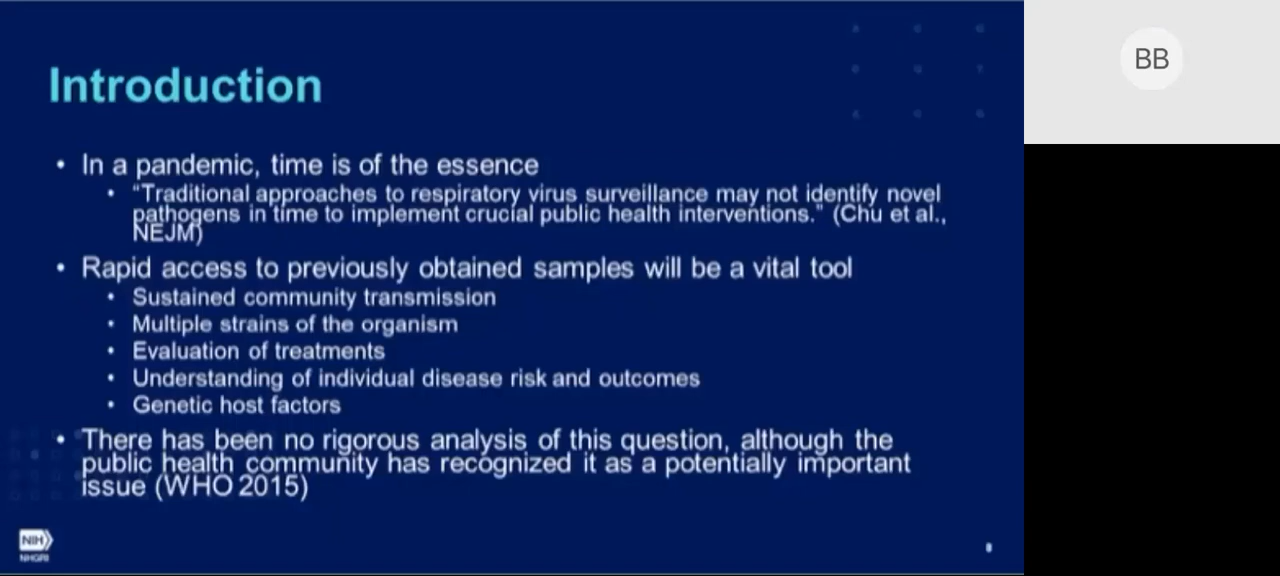 Introduction
• In a pandemic, time is of the essence
• “Traditional approaches to respiratory virus surveillance may not identify novel
pathogens in time to implement crucial public health interventions.” (Chu et al.,
NEJM)
• Rapid access to previously obtained samples will be a vital tool
• Sustained community transmission
• Multiple strains of the organism
• Evaluation of treatments
• Understanding of individual disease risk and outcomes
• Genetic host factors
• There has been no rigorous analysis of this question, although the
public health community has recognized it as a potentially important
issue (WHO 2015)
NIH
NHGRI
BB